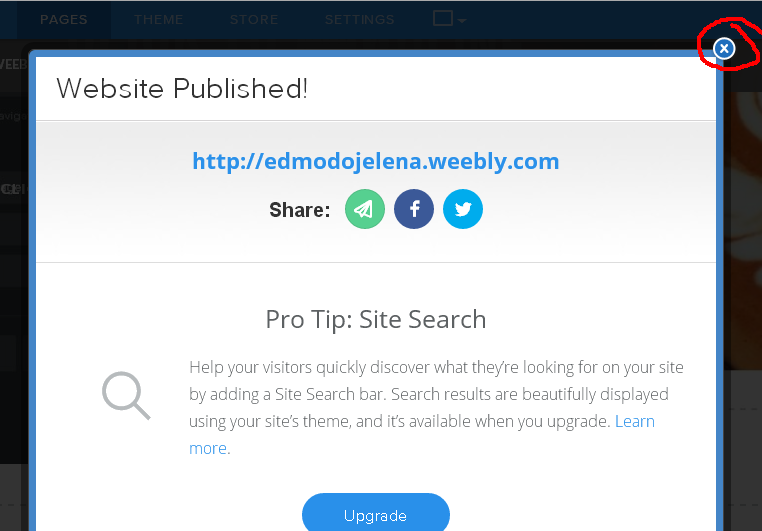 PAGES THEME STORE SETTINGS
Website Published!
http://edmodojelena.weebly.com
Share:
Pro Tip: Site Search
Help your visitors quickly discover what they’re looking for on your site
by adding a Site Search bar. Search results are beautifully displayed
using your site’s theme, and it’s available when you upgrade. Learn
more.
Upgrade